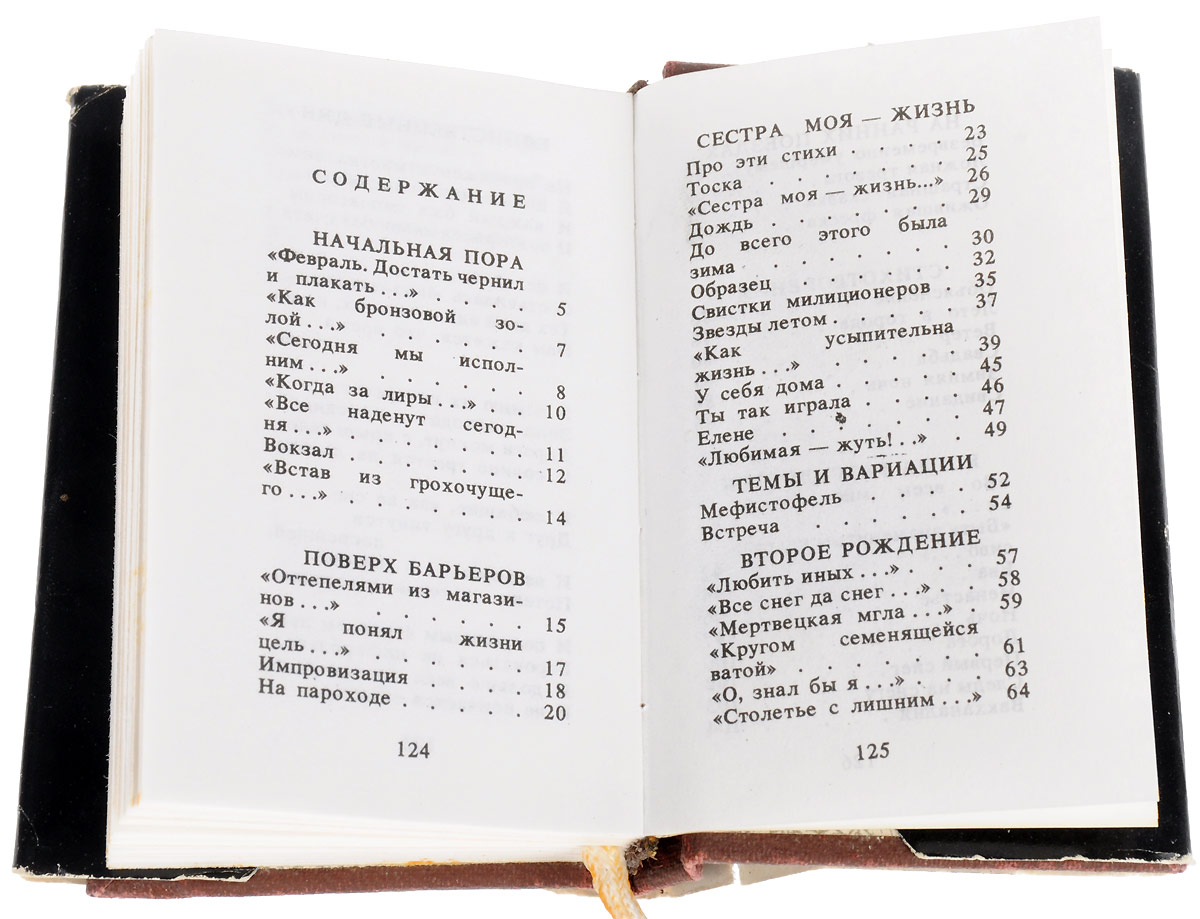 СОДЕРЖАНИЕ
НАЧАЛЬНАЯ ПОРА
«Февраль. Достать чернил
и плакать . . .» . . . . 5
«Как бронзовой зо-
лой . . .» . . . . . 7
«Сегодня мы испол-
ним . . .» . . . . . 8
«Когда за лиры . . .» . . 10
«Все наденут сегод-
ня . . .» . . . . . . 11
Вокзал . . . . . . . 12
«Встав из грохочуще-
го . . .» . . . . . . 14
ПОВЕРХ БАРЬЕРОВ
«Оттепелями из магази-
нов . . .» . . . . . 15
«Я понял жизни
цель . . .» . . . . . 17
Импровизация . . . . 18
На пароходе . . . . . 20
124
СЕСТРА МОЯ — ЖИЗНЬ
Про эти стихи . . . . 23
Тоска . . . . . . . 25
«Сестра моя — жизнь...» 26
Дождь . . . . . . . 29
До всего этого была
зима . . . . . . . 30
Образец . . . . . . 32
Свистки милиционеров . 35
Звезды летом . . . . . 37
«Как усыпительна
жизнь . . .» . . . . . 39
У себя дома . . . . . 45
Ты так играла . . . . 46
Елене . . . . . . . 47
«Любимая — жуть! . .» . 49
ТЕМЫ И ВАРИАЦИИ
Мефистофель . . . . 52
Встреча . . . . . . 54
ВТОРОЕ РОЖДЕНИЕ
«Любить иных . . .» . . . 57
«Все снег да снег . . .» . 58
«Мертвецкая мгла . . .» . 59
«Кругом семенящейся
ватой» . . . . . . 61
«О, знал бы я . . .» . . . 63
«Столетье с лишним . . .» 64
125